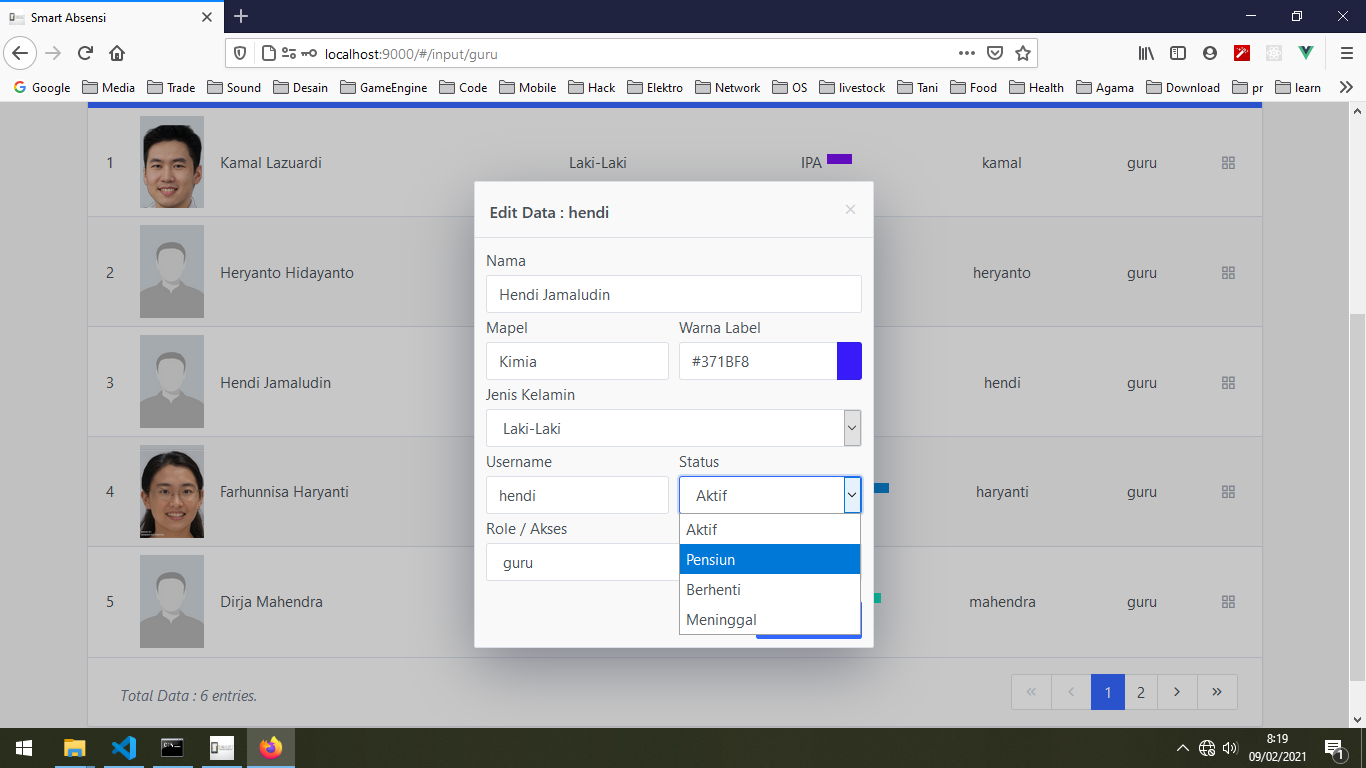 Smart Absensi
localhost:9000/#/input/guru
Google Media Trade Sound Desain GameEngine Code Mobile Hack Elektro Network OS livestock Tani Food Health Agama Download pr learn
1 Kamal Lazuardi Laki-Laki IPA kamal guru
2 Heryanto Hidayanto heryanto guru
3 Hendi Jamaludin hendi guru
4 Farhunnisa Haryanti haryanti guru
5 Dirja Mahendra mahendra guru
Total Data : 6 entries.
« ‹ 1 2 › »
Edit Data : hendi ×
Nama
Hendi Jamaludin
Mapel Warna Label
Kimia #371BF8
Jenis Kelamin
Laki-Laki
Username Status
hendi Aktif
Role / Akses
guru
Aktif
Pensiun
Berhenti
Meninggal
8:19
09/02/2021
1